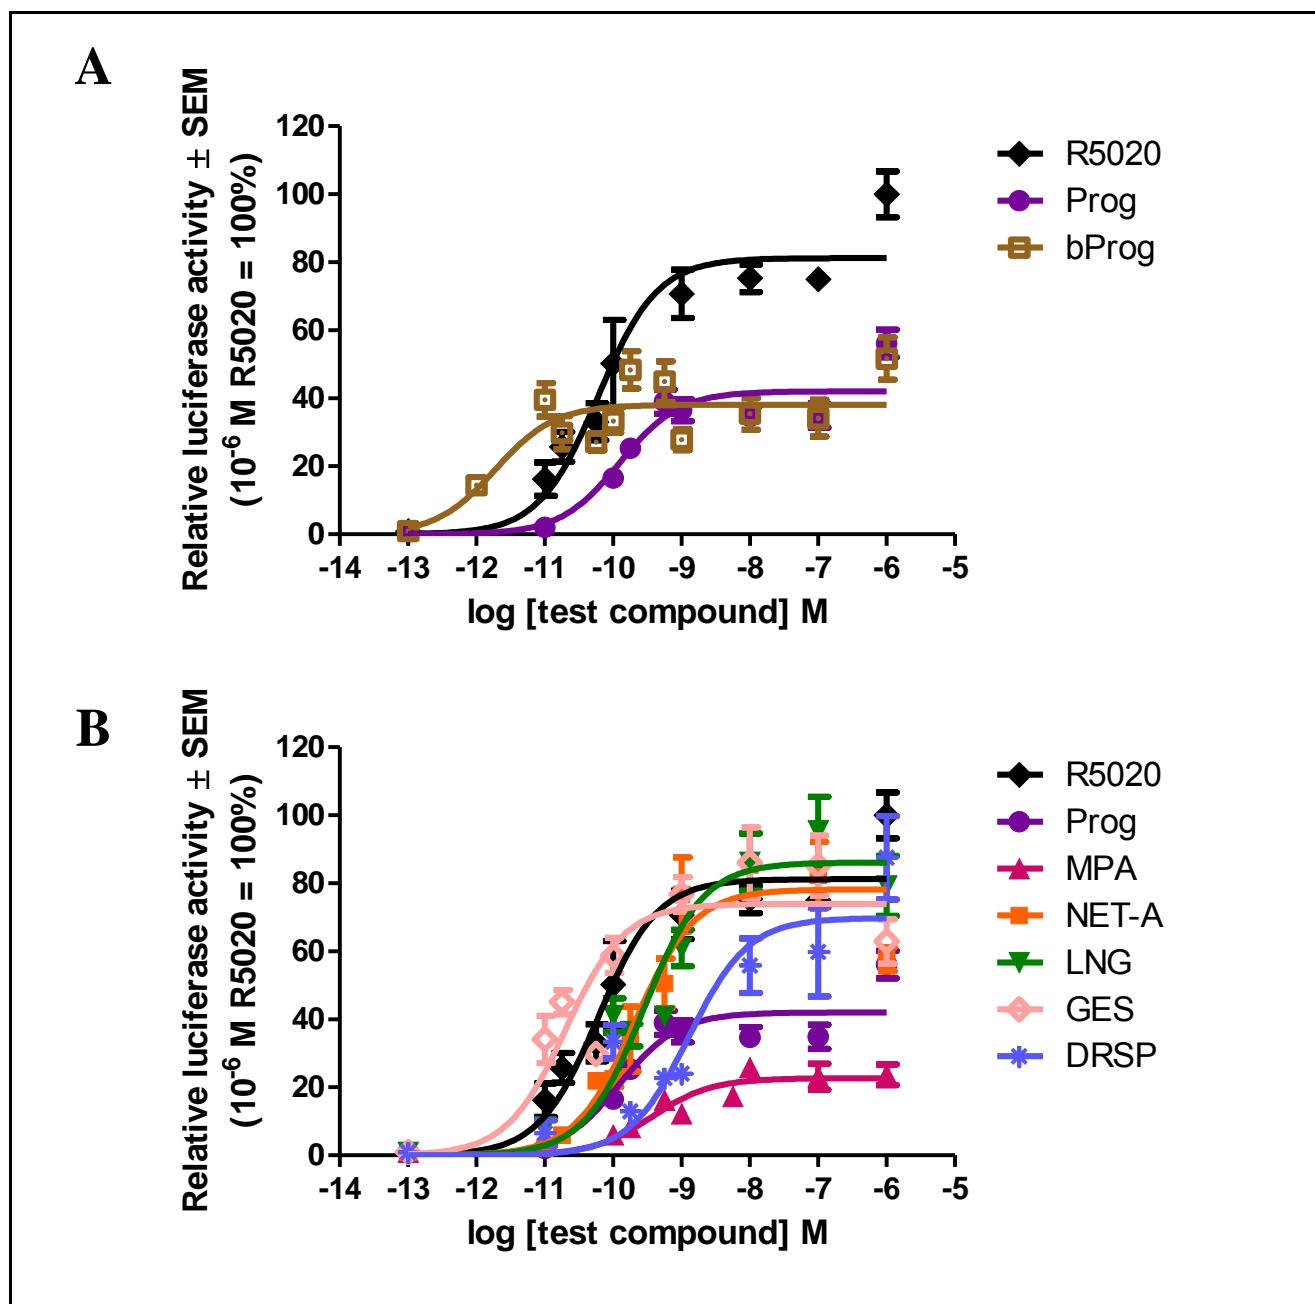 A
Relative luciferase activity ± SEM
(10⁻⁶ M R5020 = 100%)
120
100
80
60
40
20
0
-14 -13 -12 -11 -10 -9 -8 -7 -6 -5
log [test compound] M
R5020
Prog
bProg
B
Relative luciferase activity ± SEM
(10⁻⁶ M R5020 = 100%)
120
100
80
60
40
20
0
-14 -13 -12 -11 -10 -9 -8 -7 -6 -5
log [test compound] M
R5020
Prog
MPA
NET-A
LNG
GES
DRSP